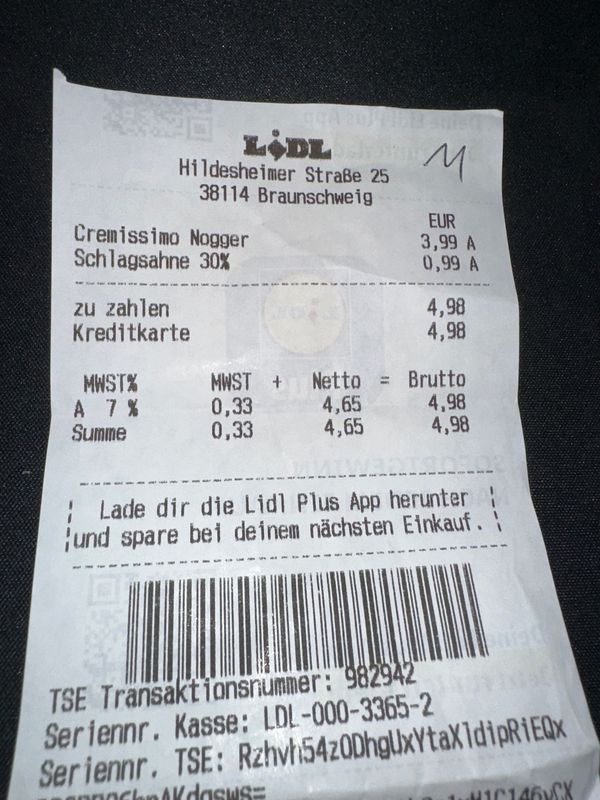 LIDL
M
Hildesheimer Straße 25
38114 Braunschweig
EUR
Cremissimo Nogger 3,99 A
Schlagsahne 30% 0,99 A
zu zahlen 4,98
Kreditkarte 4,98
MWST% MWST + Netto = Brutto
A 7 % 0,33 4,65 4,98
Summe 0,33 4,65 4,98
Lade dir die Lidl Plus App herunter
und spare bei deinem nächsten Einkauf.
TSE Transaktionsnummer: 982942
Seriennr. Kasse: LDL-000-3365-2
Seriennr. TSE: Rzhvh54zODhgUxYtaXldipRiEQx